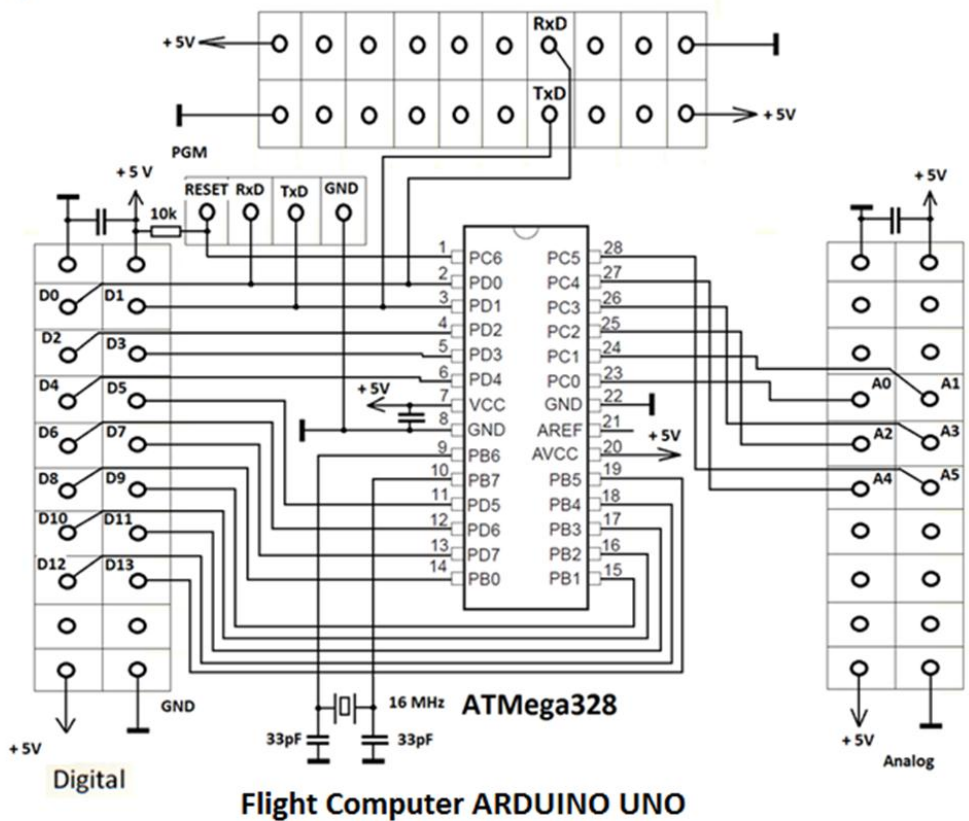 RxD
+ 5V
TxD
+ 5V
PGM
+ 5 V
RESET RxD TxD GND
10k
+5V
1 PC6 PC5 28
2 PD0 PC4 27
3 PD1 PC3 26
4 PD2 PC2 25
5 PD3 PC1 24
6 PD4 PC0 23
7 VCC GND 22
8 GND AREF 21
9 PB6 AVCC 20
10 PB7 PB5 19
11 PD5 PB4 18
12 PD6 PB3 17
13 PD7 PB2 16
14 PB0 PB1 15
+ 5V
+ 5V
D0 D1
D2 D3
D4 D5
D6 D7
D8 D9
D10 D11
D12 D13
A0 A1
A2 A3
A4 A5
GND
16 MHz
ATMega328
33pF 33pF
+ 5V
+5V
Digital
Analog
Flight Computer ARDUINO UNO